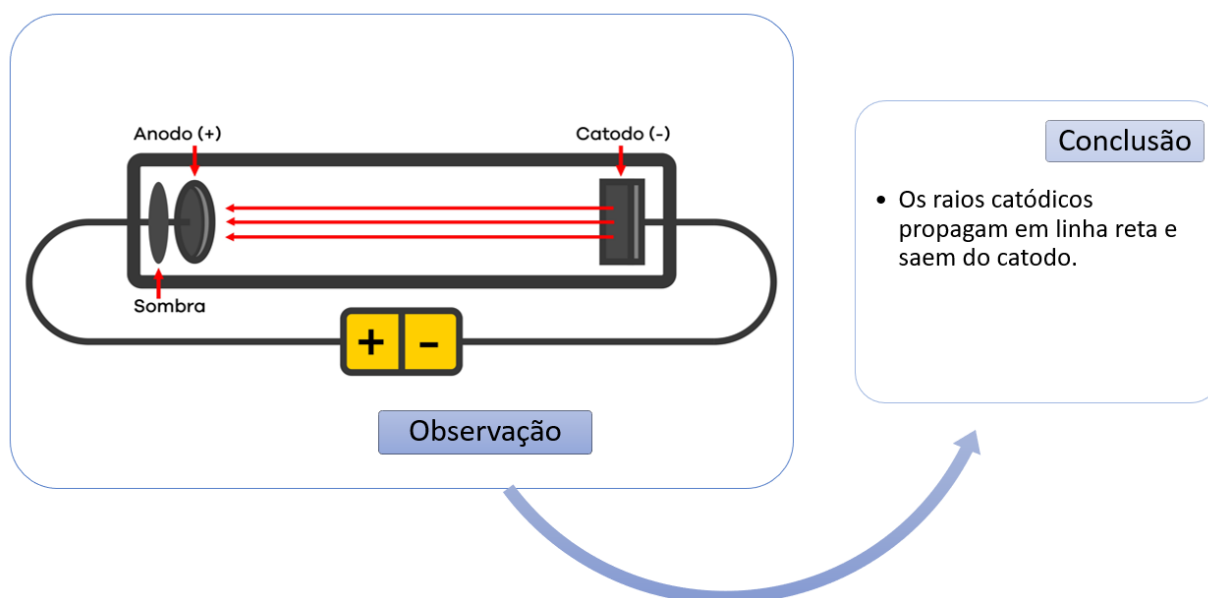 Anodo (+)
Catodo (-)
Sombra
+ -
Observação
Conclusão
• Os raios catódicos
propagam em linha reta e
saem do catodo.